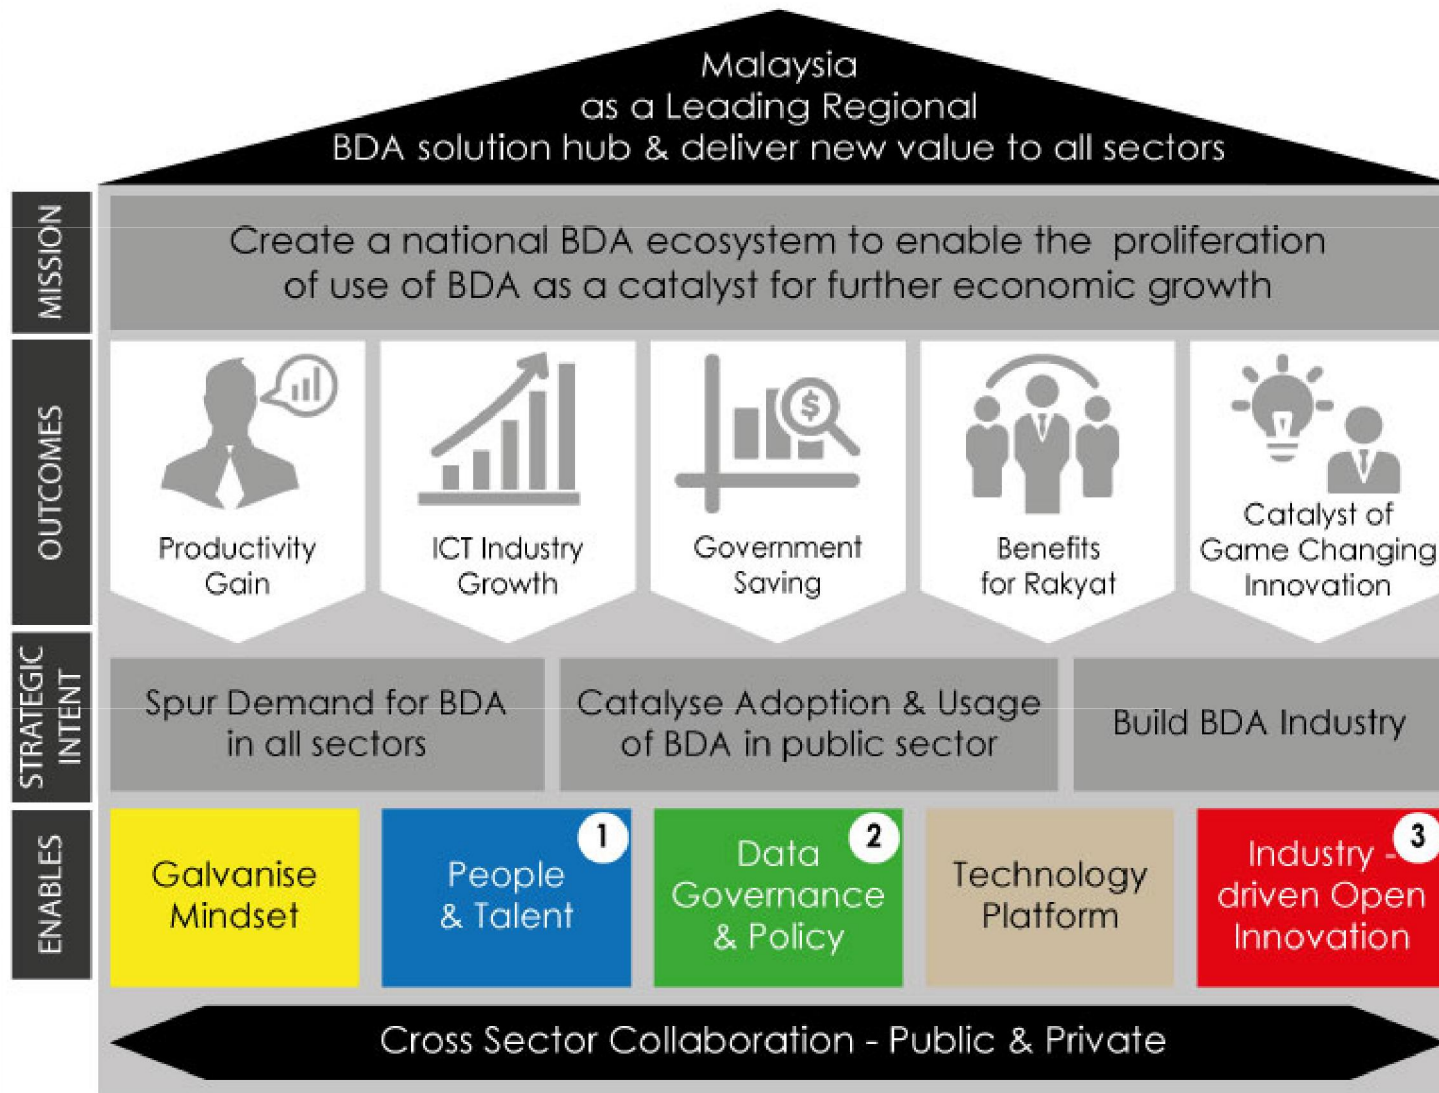 Malaysia
as a Leading Regional
BDA solution hub & deliver new value to all sectors
MISSION
Create a national BDA ecosystem to enable the proliferation
of use of BDA as a catalyst for further economic growth
OUTCOMES
Productivity
Gain
ICT Industry
Growth
$
Government
Saving
Benefits
for Rakyat
Catalyst of
Game Changing
Innovation
STRATEGIC
INTENT
Spur Demand for BDA
in all sectors
Catalyse Adoption & Usage
of BDA in public sector
Build BDA Industry
ENABLES
Galvanise
Mindset
1
People
& Talent
2
Data
Governance
& Policy
Technology
Platform
3
Industry -
driven Open
Innovation
Cross Sector Collaboration - Public & Private